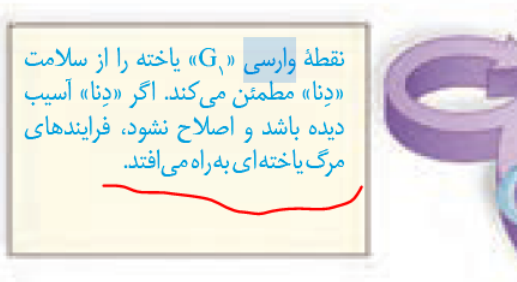 نقطهٔ وارسی «G۱» یاخته را از سلامت
«دِنا» مطمئن می‌کند. اگر «دِنا» آسیب
دیده باشد و اصلاح نشود، فرایندهای
مرگ یاخته‌ای به‌راه می‌افتد.